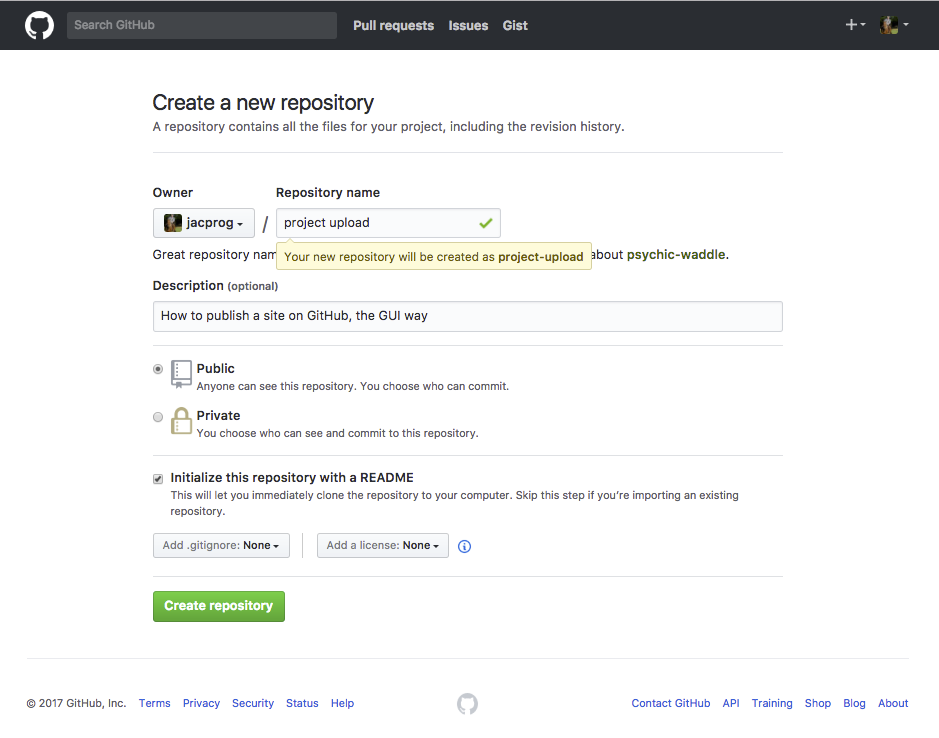 Search GitHub Pull requests Issues Gist
Create a new repository
A repository contains all the files for your project, including the revision history.
Owner Repository name
jacprog / project upload
Your new repository will be created as project-upload
Great repository about psychic-waddle.
Description (optional)
How to publish a site on GitHub, the GUI way
Public
Anyone can see this repository. You choose who can commit.
Private
You choose who can see and commit to this repository.
Initialize this repository with a README
This will let you immediately clone the repository to your computer. Skip this step if you’re importing an existing
repository.
Add .gitignore: None Add a license: None
Create repository
© 2017 GitHub, Inc. Terms Privacy Security Status Help Contact GitHub API Training Shop Blog About